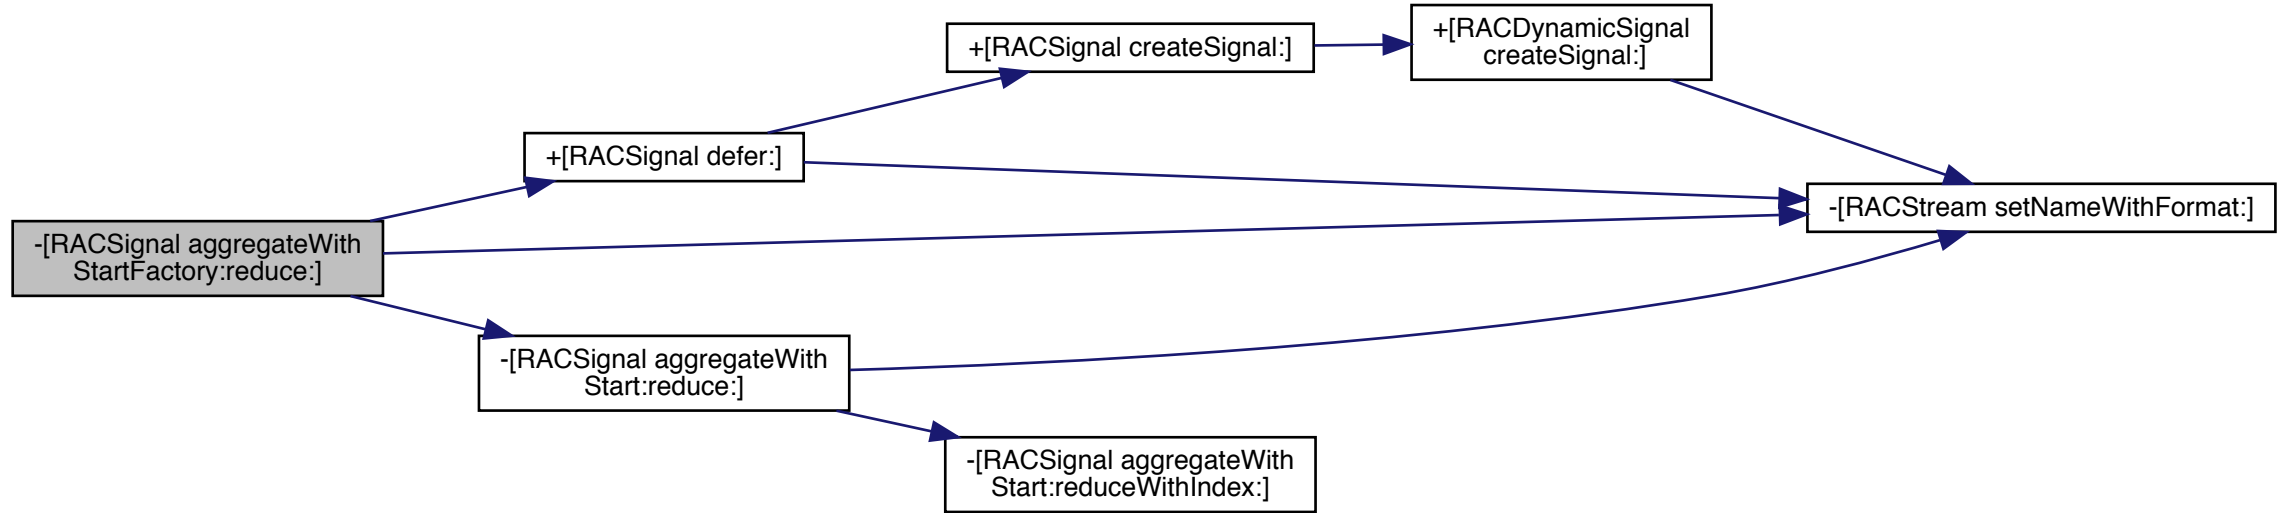 -[RACSignal aggregateWith
StartFactory:reduce:]
+[RACSignal defer:]
+[RACSignal createSignal:]
+[RACDynamicSignal
createSignal:]
-[RACStream setNameWithFormat:]
-[RACSignal aggregateWith
Start:reduce:]
-[RACSignal aggregateWith
Start:reduceWithIndex:]